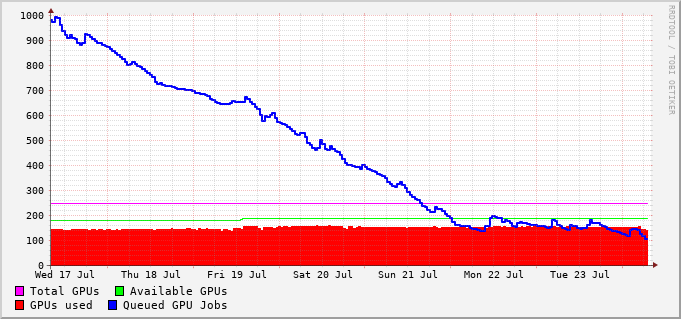 1000
900
800
700
600
500
400
300
200
100
0
Wed 17 Jul Thu 18 Jul Fri 19 Jul Sat 20 Jul Sun 21 Jul Mon 22 Jul Tue 23 Jul
Total GPUs Available GPUs
GPUs used Queued GPU Jobs
RRDTOOL / TOBI OETIKER